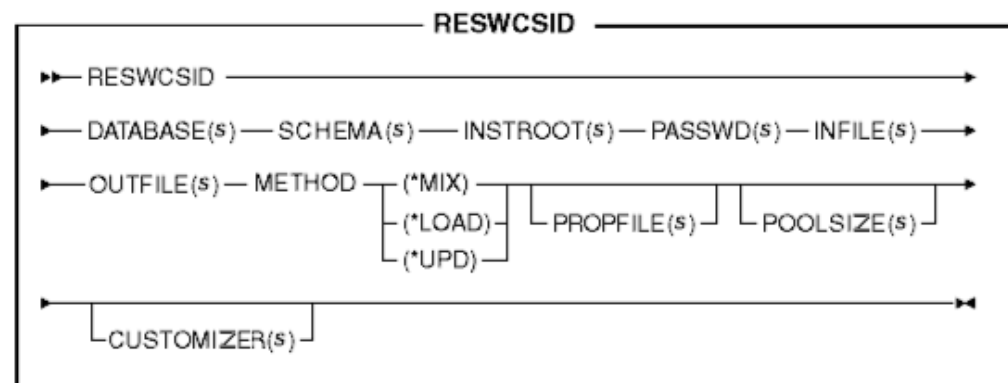 RESWCSID
RESWCSID
DATABASE(s) SCHEMA(s) INSTROOT(s) PASSWD(s) INFILE(s)
OUTFILE(s) METHOD (*MIX)
(*LOAD) PROPFILE(s) POOLSIZE(s)
(*UPD)
CUSTOMIZER(s)